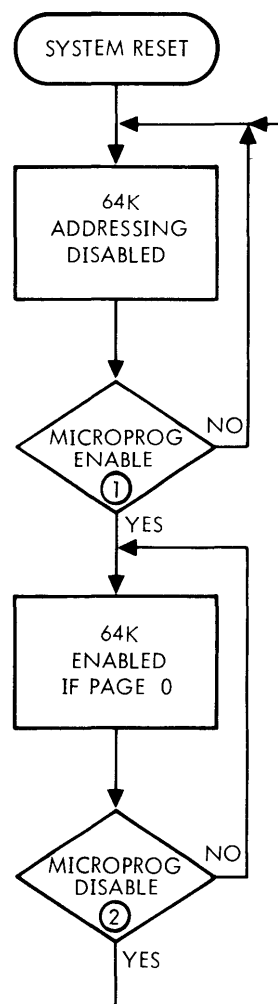 SYSTEM RESET
64K
ADDRESSING
DISABLED
MICROPROG
ENABLE
1
NO
YES
64K
ENABLED
IF PAGE 0
MICROPROG
DISABLE
2
NO
YES